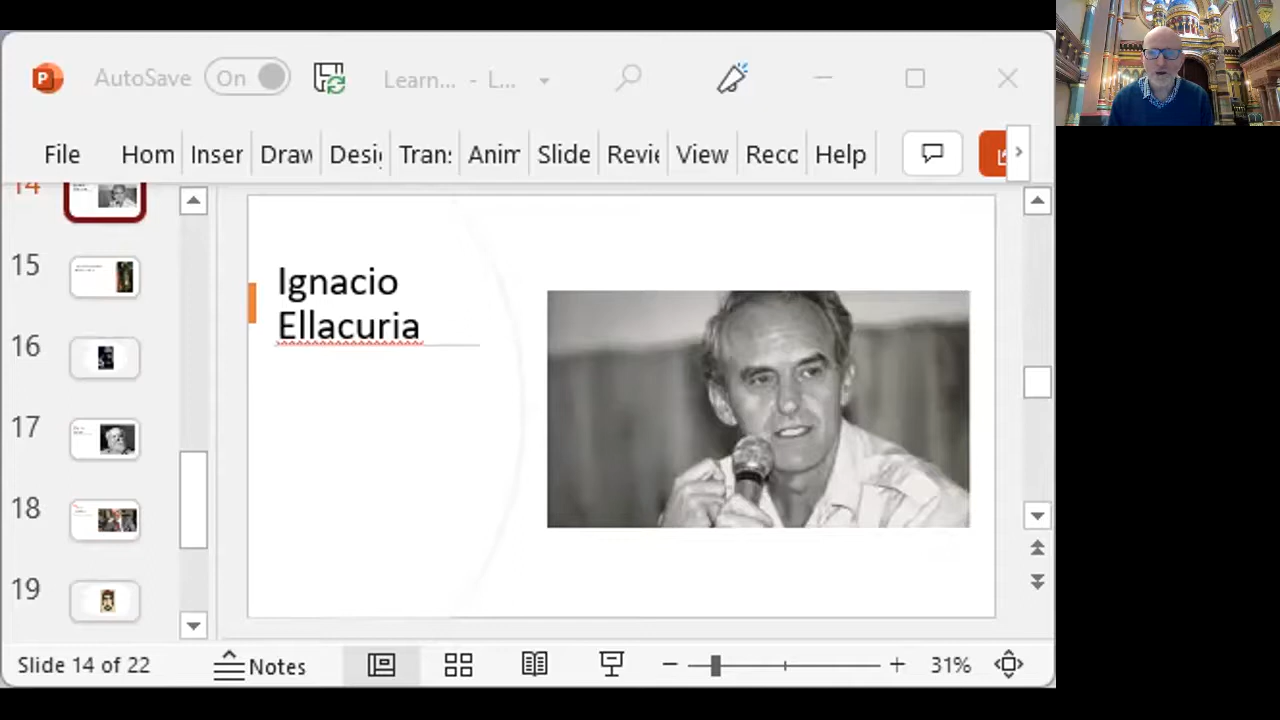 AutoSave On Learn... - L...
File Hom Inser Draw Desi Tran: Anim Slide Revie View Recc Help
14
15
16
17
18
19
Ignacio
Ellacuria
Slide 14 of 22 Notes 31%